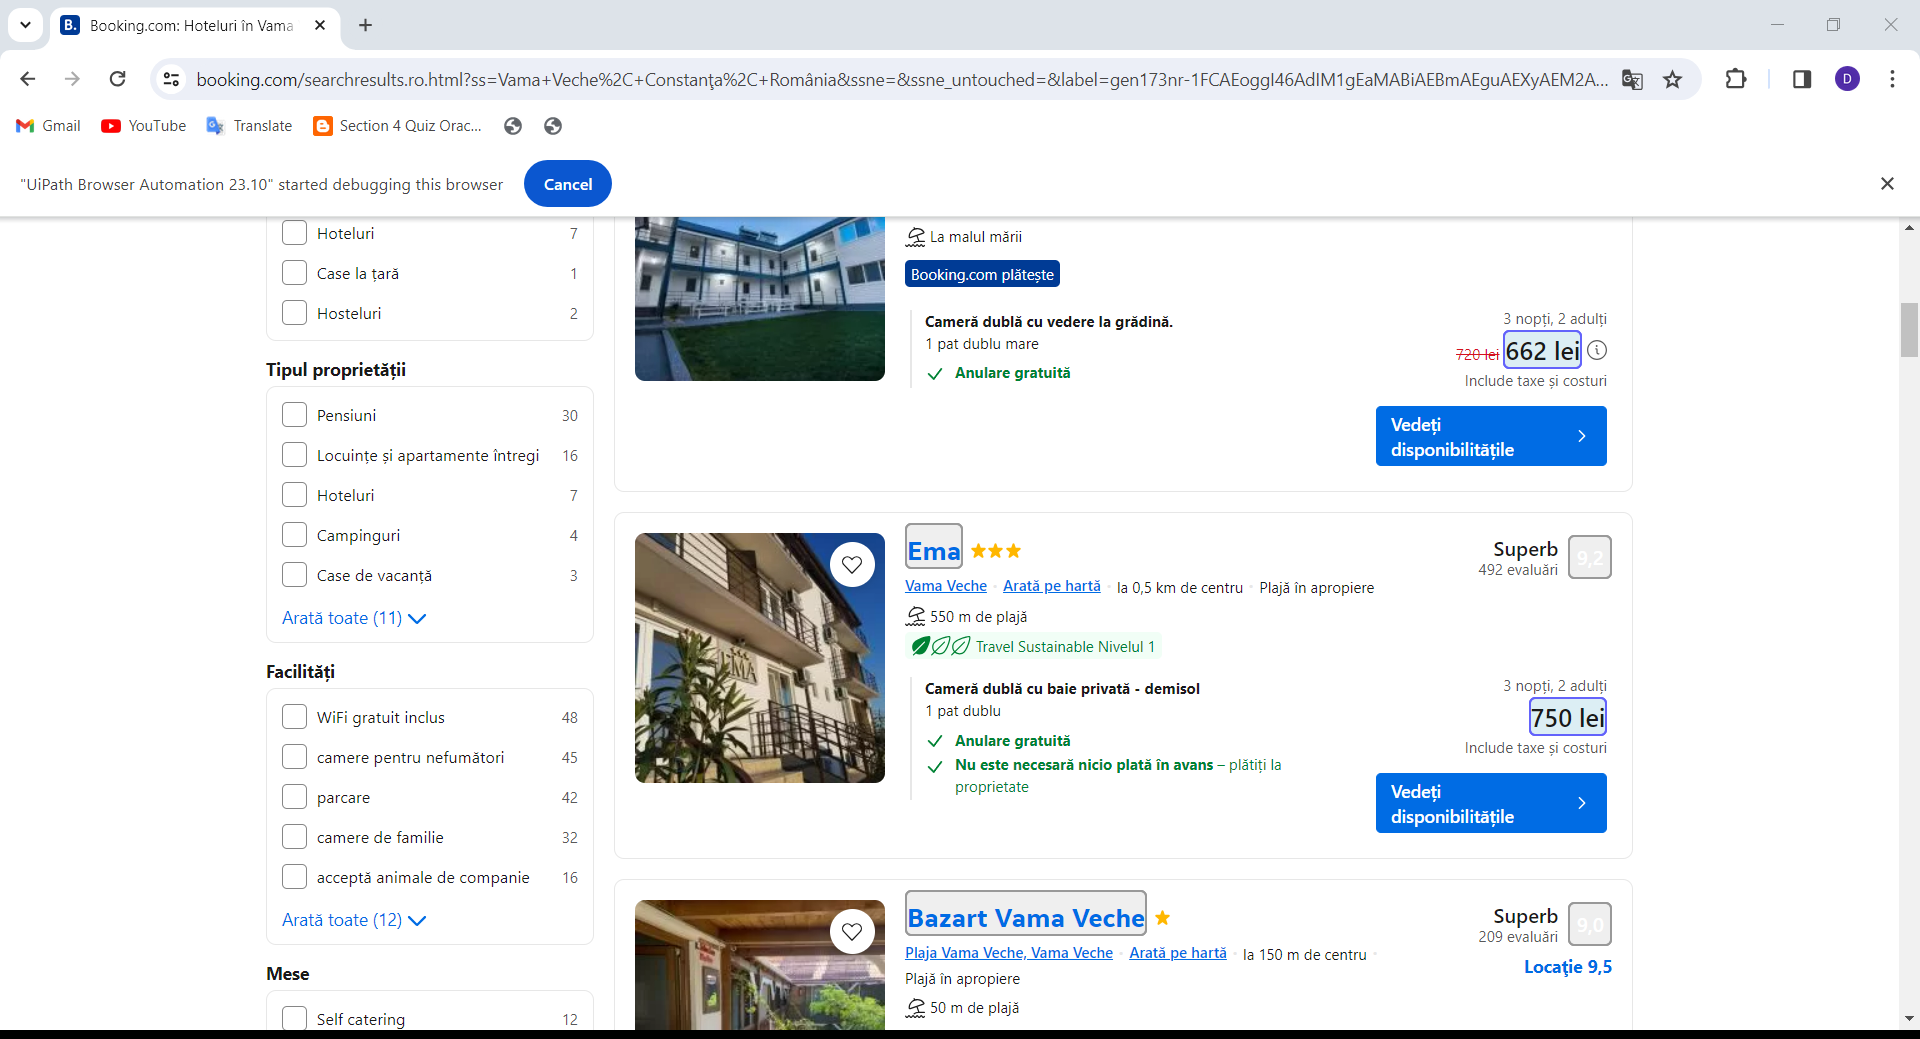 Booking.com: Hoteluri în Vama
booking.com/searchresults.ro.html?ss=Vama+Veche%2C+Constanţa%2C+România&ssne=&ssne_untouched=&label=gen173nr-1FCAEoggI46AdIM1gEaMABiAEBmAEguAEXyAEM2A...
D
Gmail
YouTube
Translate
Section 4 Quiz Orac...
"UiPath Browser Automation 23.10" started debugging this browser
Cancel
Hoteluri 7
Case la țară 1
Hosteluri 2
Tipul proprietății
Pensiuni 30
Locuințe și apartamente întregi 16
Hoteluri 7
Campinguri 4
Case de vacanță 3
Arată toate (11)
Facilități
WiFi gratuit inclus 48
camere pentru nefumători 45
parcare 42
camere de familie 32
acceptă animale de companie 16
Arată toate (12)
Mese
Self catering 12
La malul mării
Booking.com plătește
Cameră dublă cu vedere la grădină.
1 pat dublu mare
Anulare gratuită
3 nopți, 2 adulți
720 lei 662 lei
Include taxe și costuri
Vedeți
disponibilitățile
Ema
Vama Veche · Arată pe hartă · la 0,5 km de centru · Plajă în apropiere
550 m de plajă
Travel Sustainable Nivelul 1
Superb 9,2
492 evaluări
EMA
Cameră dublă cu baie privată - demisol
1 pat dublu
Anulare gratuită
Nu este necesară nicio plată în avans – plătiți la
proprietate
3 nopți, 2 adulți
750 lei
Include taxe și costuri
Vedeți
disponibilitățile
Bazart Vama Veche
Plaja Vama Veche, Vama Veche · Arată pe hartă · la 150 m de centru ·
Plajă în apropiere
50 m de plajă
Superb 9,0
209 evaluări
Locaţie 9,5